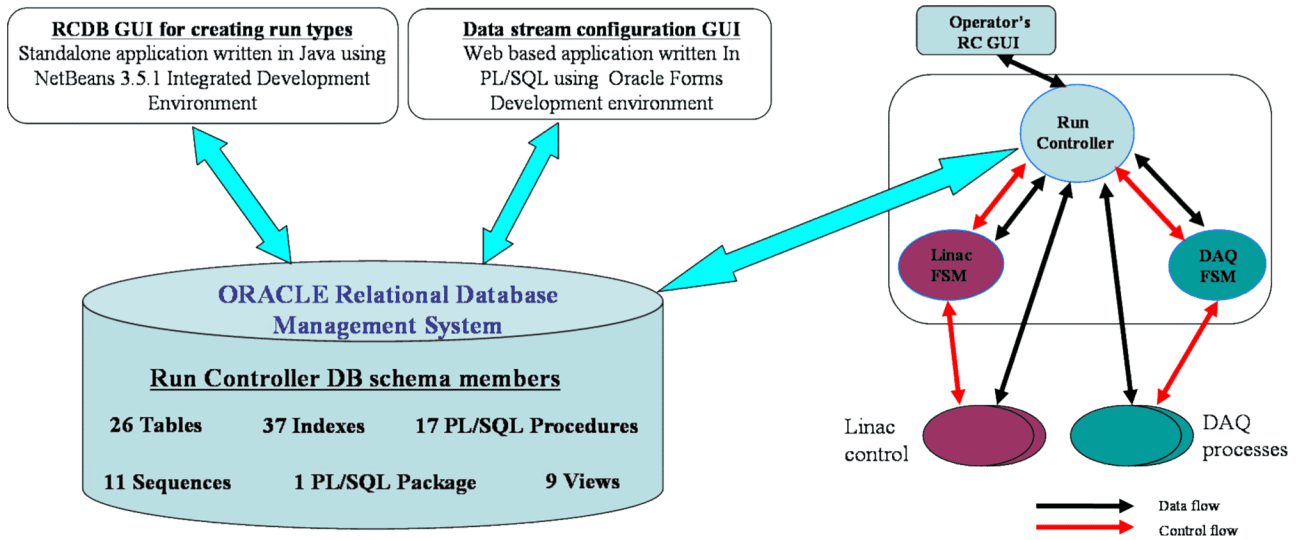 RCDB GUI for creating run types
Standalone application written in Java using
NetBeans 3.5.1 Integrated Development
Environment
Data stream configuration GUI
Web based application written In
PL/SQL using Oracle Forms
Development environment
Operator's
RC GUI
Run
Controller
Linac
FSM
DAQ
FSM
ORACLE Relational Database
Management System
Run Controller DB schema members
26 Tables 37 Indexes 17 PL/SQL Procedures
11 Sequences 1 PL/SQL Package 9 Views
Linac
control
DAQ
processes
Data flow
Control flow